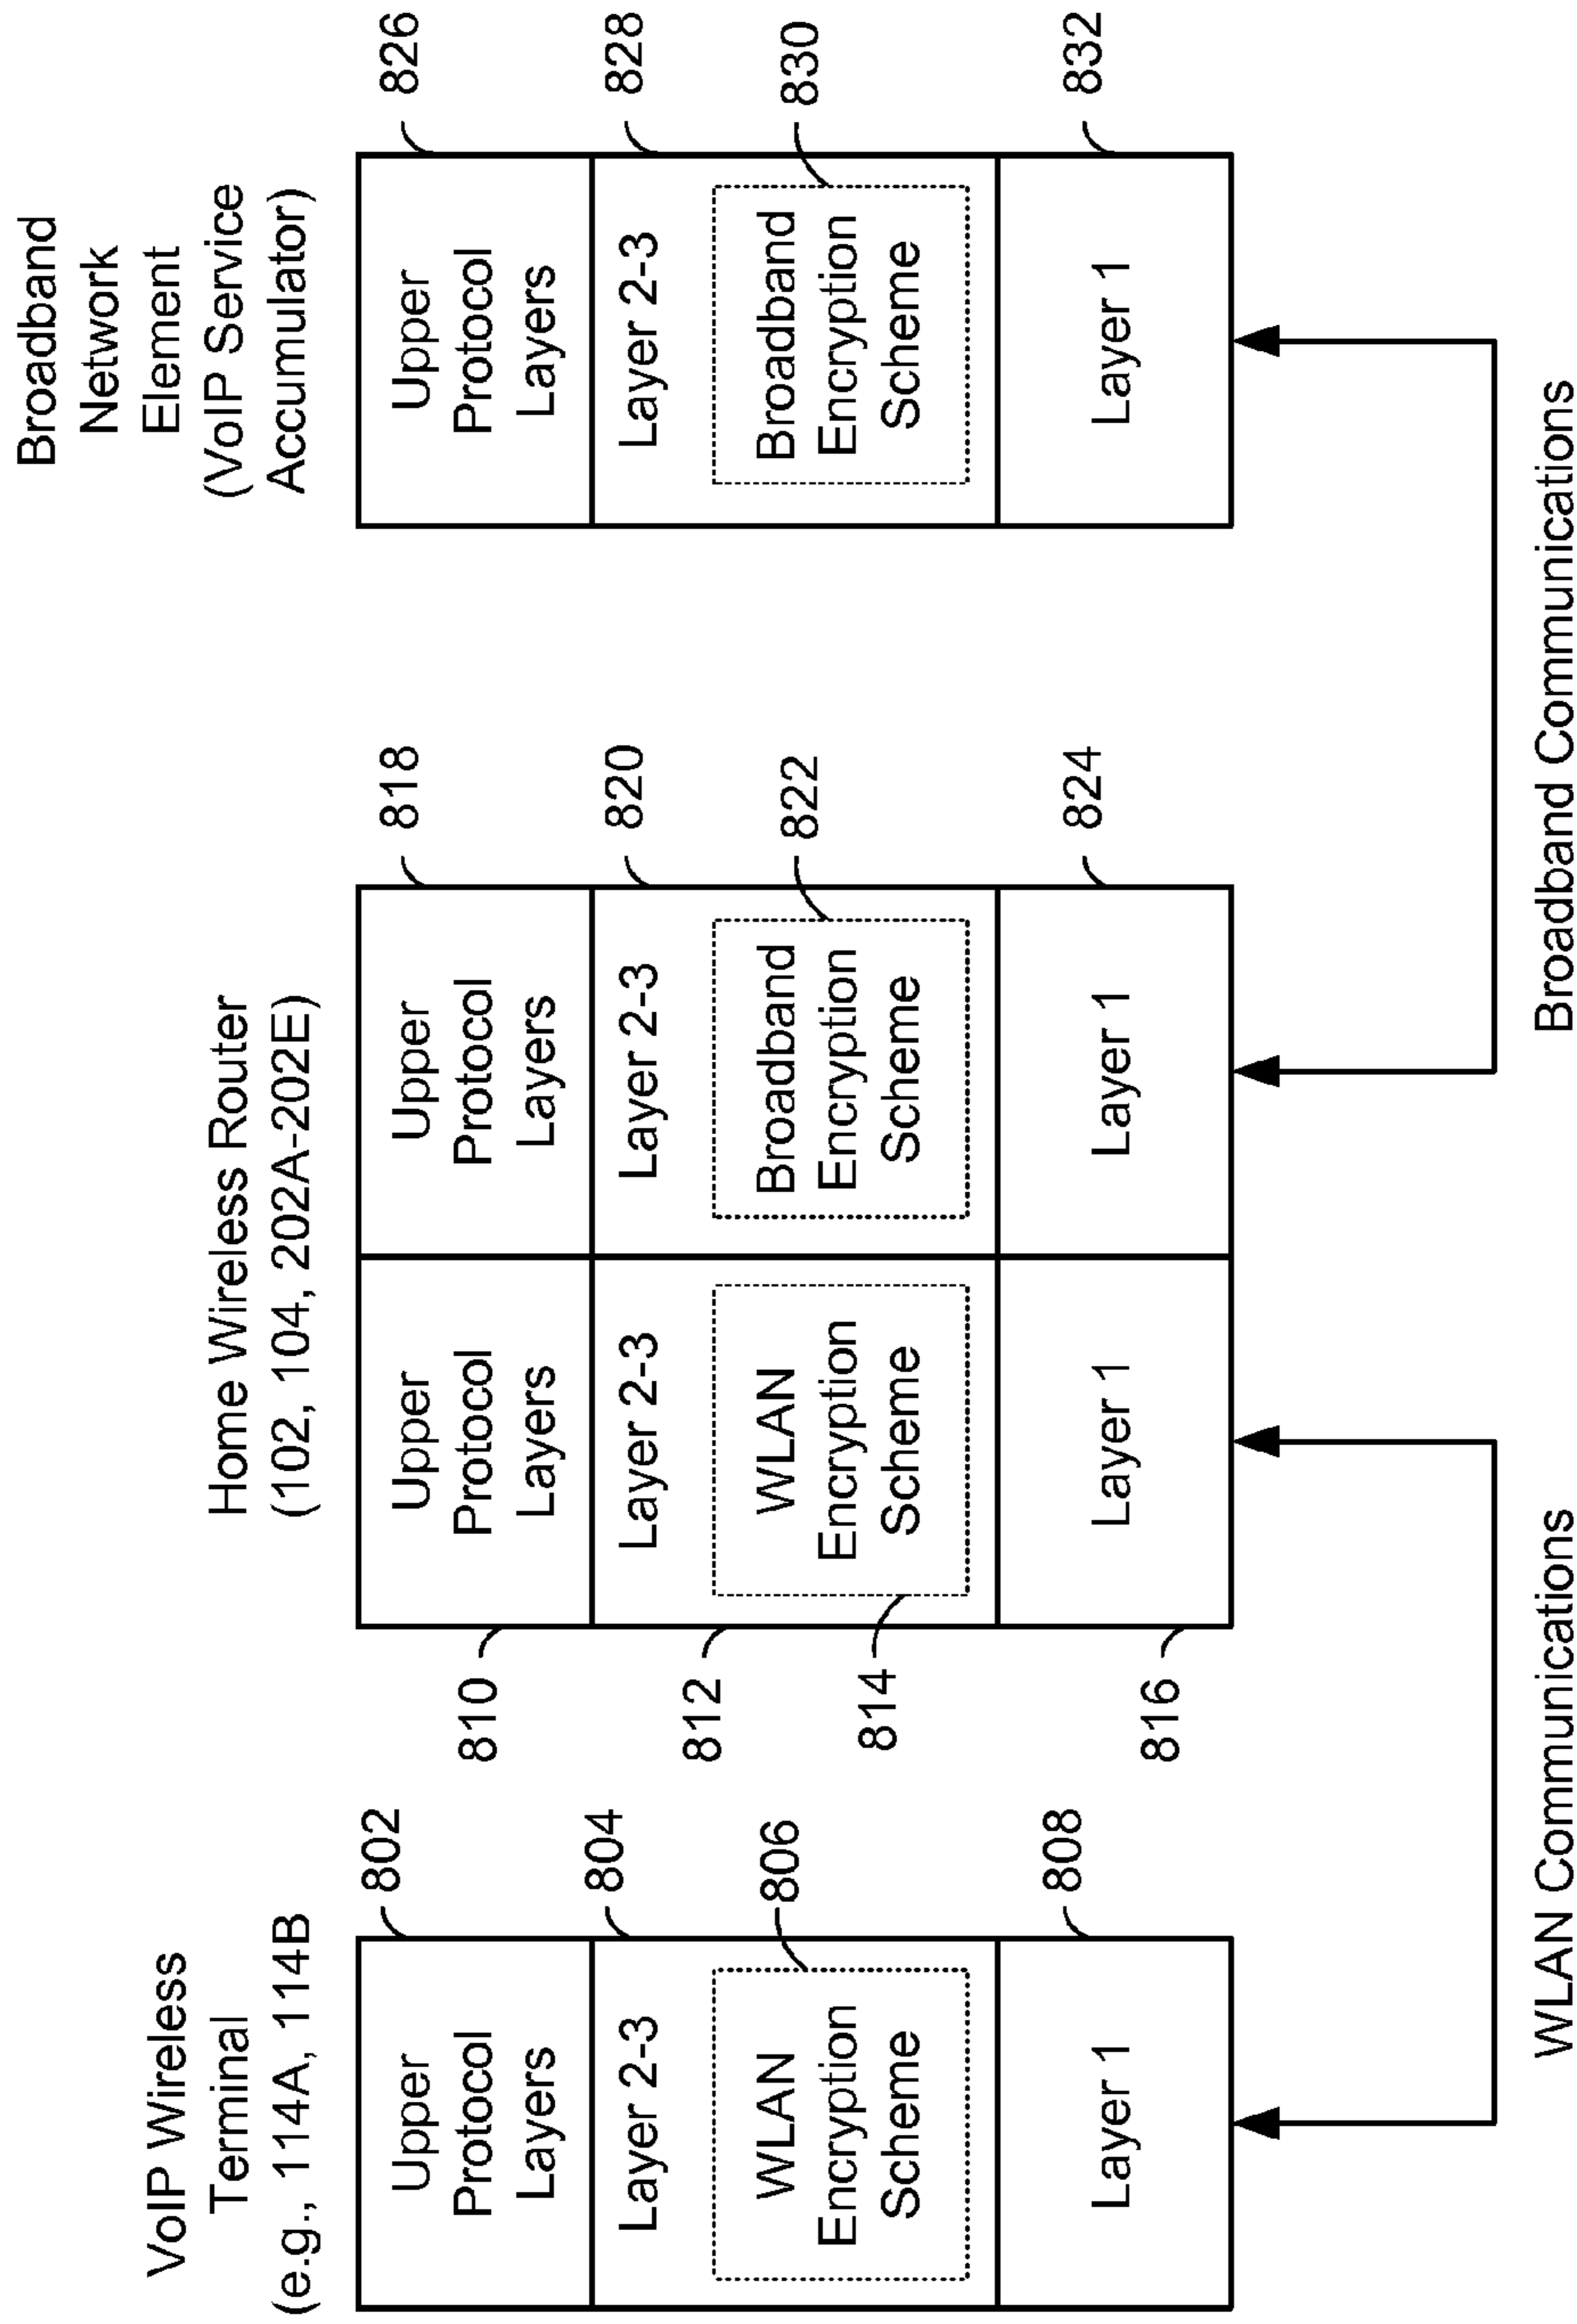 VoIP Wireless
Terminal
(e.g., 114A, 114B
802
Upper
Protocol
Layers
804
Layer 2-3
806
WLAN
Encryption
Scheme
808
Layer 1
Home Wireless Router
(102, 104, 202A-202E)
810
Upper
Protocol
Layers
812
Layer 2-3
814
WLAN
Encryption
Scheme
816
Layer 1
818
Upper
Protocol
Layers
820
Layer 2-3
822
Broadband
Encryption
Scheme
824
Layer 1
Broadband
Network
Element
(VoIP Service
Accumulator)
826
Upper
Protocol
Layers
828
Layer 2-3
830
Broadband
Encryption
Scheme
832
Layer 1
WLAN Communications
Broadband Communications